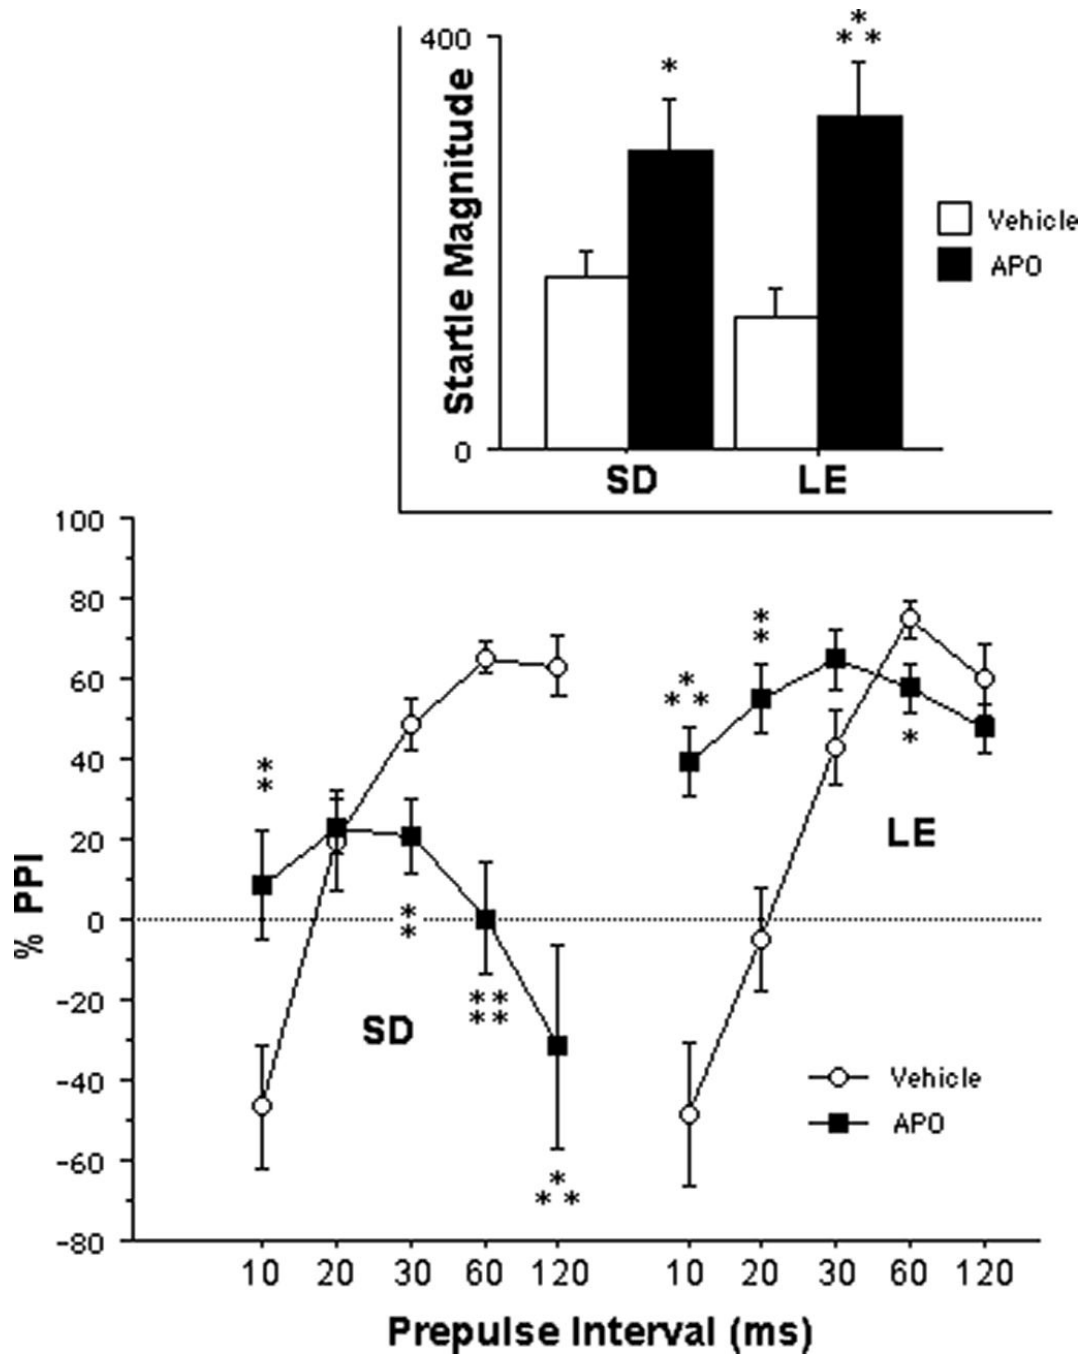 400
*
* *
*
Startle Magnitude
Vehicle
APO
0
SD
LE
100
80
60
40
20
0
-20
-40
-60
-80
% PPI
*
*
*
*
* *
* *
*
* *
SD
*
* *
*
*
*
LE
Vehicle
APO
10 20 30 60 120 10 20 30 60 120
Prepulse Interval (ms)